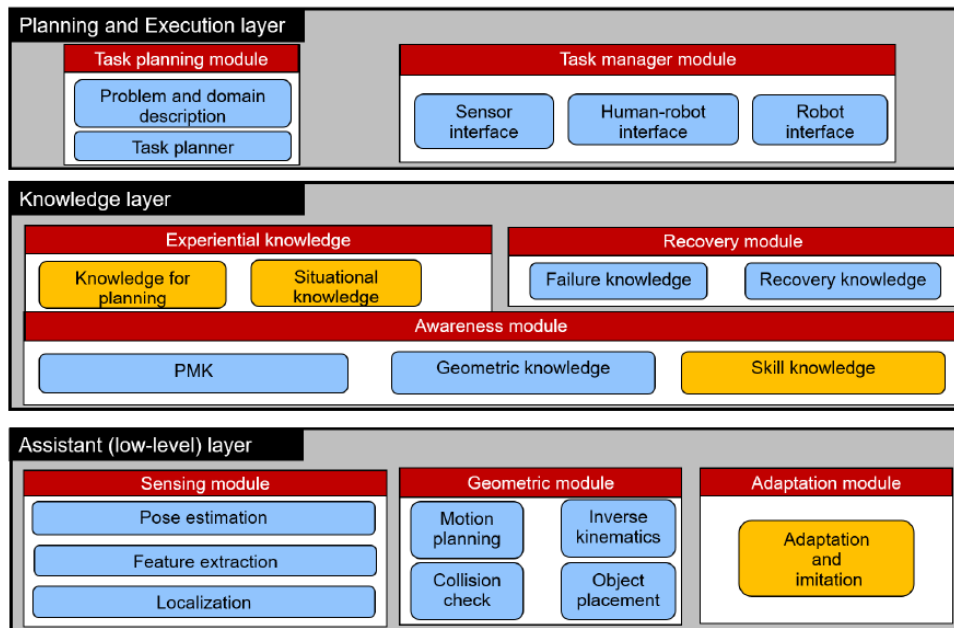 Planning and Execution layer
Task planning module
Problem and domain
description
Task planner
Task manager module
Sensor
interface
Human-robot
interface
Robot
interface
Knowledge layer
Experiential knowledge
Knowledge for
planning
Situational
knowledge
Recovery module
Failure knowledge
Recovery knowledge
Awareness module
PMK
Geometric knowledge
Skill knowledge
Assistant (low-level) layer
Sensing module
Pose estimation
Feature extraction
Localization
Geometric module
Motion
planning
Inverse
kinematics
Collision
check
Object
placement
Adaptation module
Adaptation
and
imitation